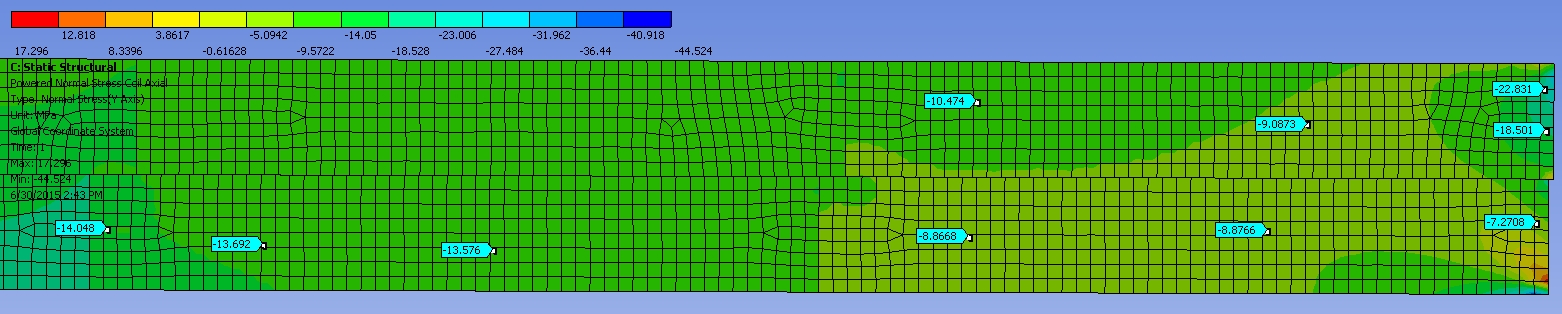 12.818 3.8617 -5.0942 -14.05 -23.006 -31.962 -40.918
17.296 8.3396 -0.61628 -9.5722 -18.528 -27.484 -36.44 -44.524
C: Static Structural
Powered Normal Stress Coil Axial
Type: Normal Stress(Y Axis)
Unit: MPa
Global Coordinate System
Time: 1
Max: 17.296
Min: -44.524
6/30/2015 2:43 PM
-22.831
-10.474
-9.0873
-18.501
-7.2708
-14.048
-8.8766
-8.8668
-13.692
-13.576